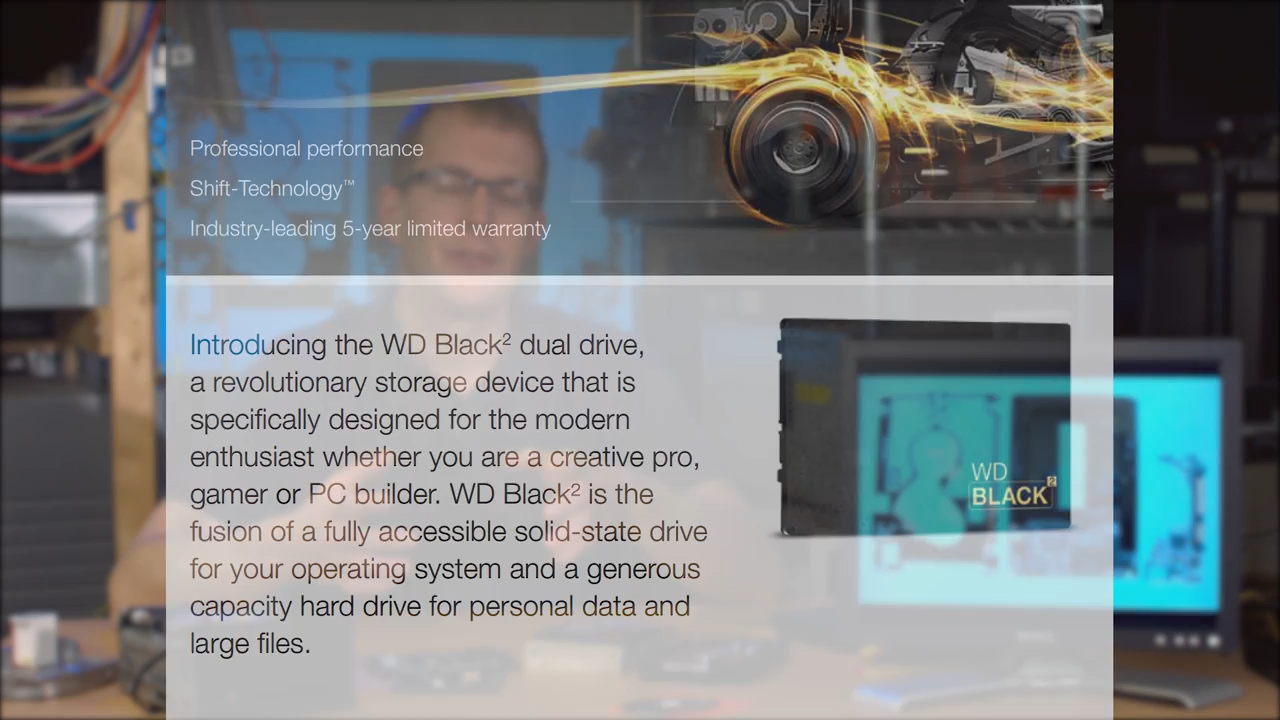 Professional performance
Shift-Technology™
Industry-leading 5-year limited warranty
Introducing the WD Black² dual drive,
a revolutionary storage device that is
specifically designed for the modern
enthusiast whether you are a creative pro,
gamer or PC builder. WD Black² is the
fusion of a fully accessible solid-state drive
for your operating system and a generous
capacity hard drive for personal data and
large files.
WD
BLACK²